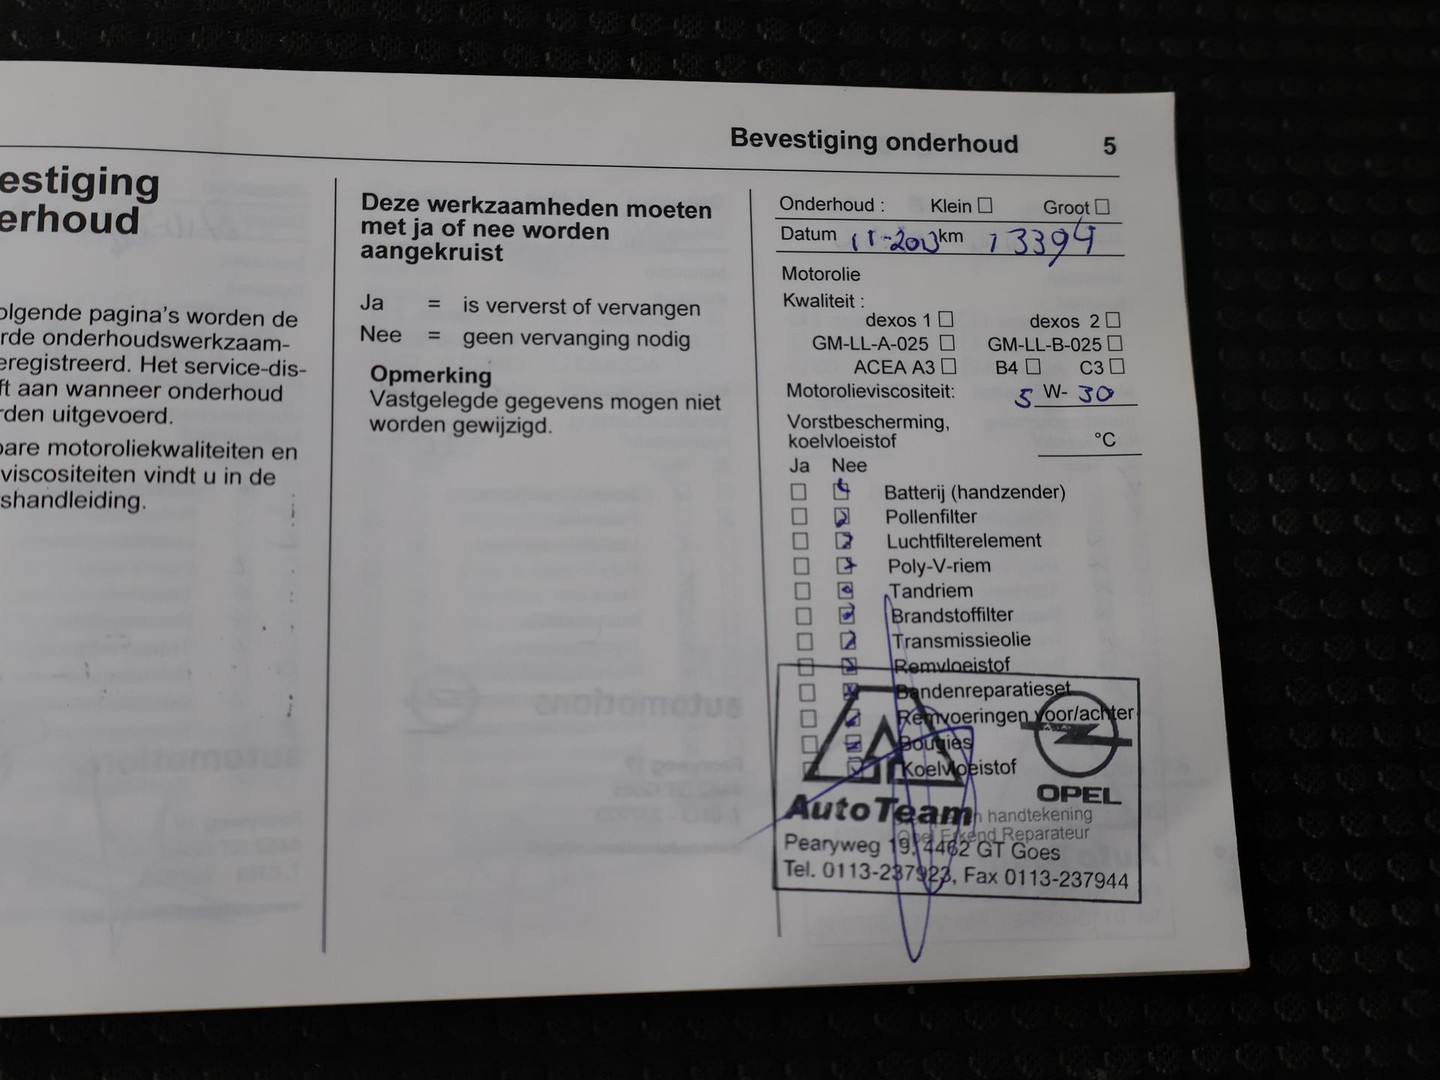 Bevestiging onderhoud 5
estiging
erhoud
olgende pagina's worden de
rde onderhoudswerkzaam-
eregistreerd. Het service-dis-
ft aan wanneer onderhoud
rden uitgevoerd.
bare motoroliekwaliteiten en
viscositeiten vindt u in de
shandleiding.
Deze werkzaamheden moeten
met ja of nee worden
aangekruist
Ja = is ververst of vervangen
Nee = geen vervanging nodig
Opmerking
Vastgelegde gegevens mogen niet
worden gewijzigd.
Onderhoud : Klein Groot
Datum km 13394
Motorolie
Kwaliteit :
dexos 1 dexos 2
GM-LL-A-025 GM-LL-B-025
ACEA A3 B4 C3
Motorolieviscositeit: 5 W- 30
Vorstbescherming,
koelvloeistof °C
Ja Nee
Batterij (handzender)
Pollenfilter
Luchtfilterelement
Poly-V-riem
Tandriem
Brandstoffilter
Transmissieolie
Remvloeistof
Bandenreparatieset
Remvoeringen voor/achter
Bougies
Koelvloeistof
OPEL
AutoTeam
handtekening
Opel Erkend Reparateur
Pearyweg 19, 4462 GT Goes
Tel. 0113-237923, Fax 0113-237944